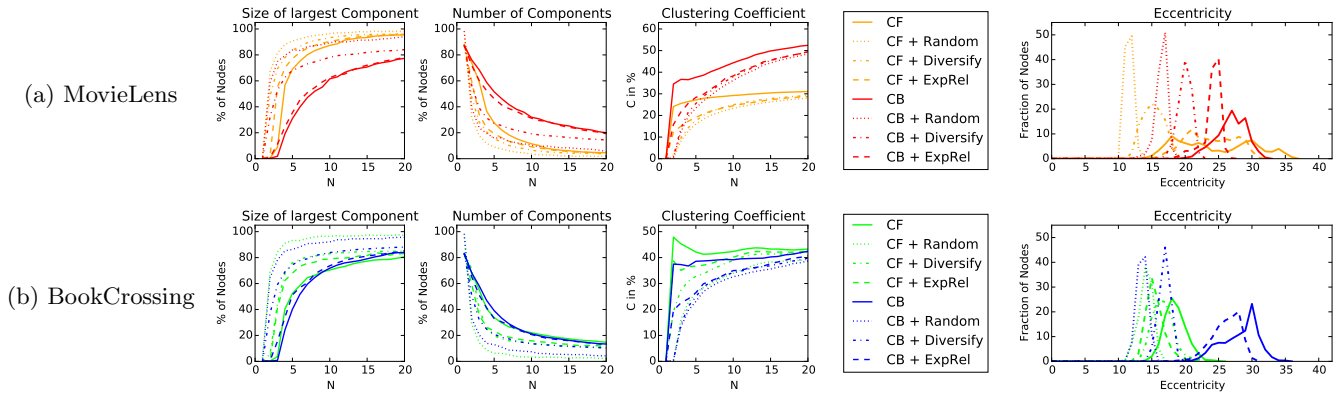 (a) MovieLens
Size of largest Component
% of Nodes
100
80
60
40
20
0
0 5 10 15 20
N
Number of Components
% of Nodes
100
80
60
40
20
0
0 5 10 15 20
N
Clustering Coefficient
C in %
60
50
40
30
20
10
0
0 5 10 15 20
N
CF
CF + Random
CF + Diversify
CF + ExpRel
CB
CB + Random
CB + Diversify
CB + ExpRel
Eccentricity
Fraction of Nodes
50
40
30
20
10
0
0 5 10 15 20 25 30 35 40
Eccentricity
(b) BookCrossing
Size of largest Component
% of Nodes
100
80
60
40
20
0
0 5 10 15 20
N
Number of Components
% of Nodes
100
80
60
40
20
0
0 5 10 15 20
N
Clustering Coefficient
C in %
50
40
30
20
10
0
0 5 10 15 20
N
CF
CF + Random
CF + Diversify
CF + ExpRel
CB
CB + Random
CB + Diversify
CB + ExpRel
Eccentricity
Fraction of Nodes
50
40
30
20
10
0
0 5 10 15 20 25 30 35 40
Eccentricity